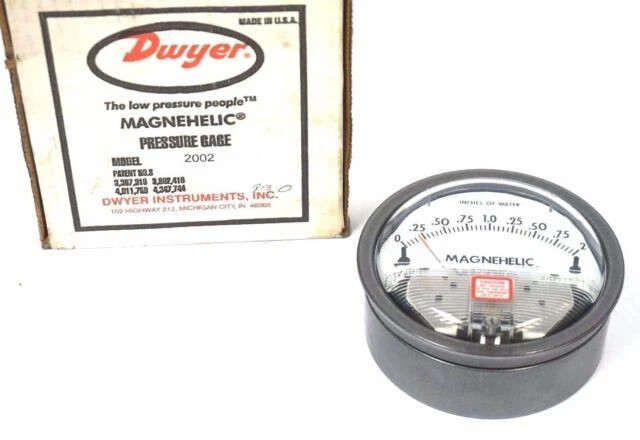 MADE IN U.S.A.
Dwyer®
The low pressure people™
MAGNEHELIC®
PRESSURE GAGE
MODEL 2002
PATENT NO.S
3,397,319 3,862,416
4,011,759 4,347,744
DWYER INSTRUMENTS, INC.
102 HIGHWAY 212, MICHIGAN CITY, IN. 46360
INCHES OF WATER
0 .25 .50 .75 1.0 .25 .50 .75 2
MAGNEHELIC
CAUTION